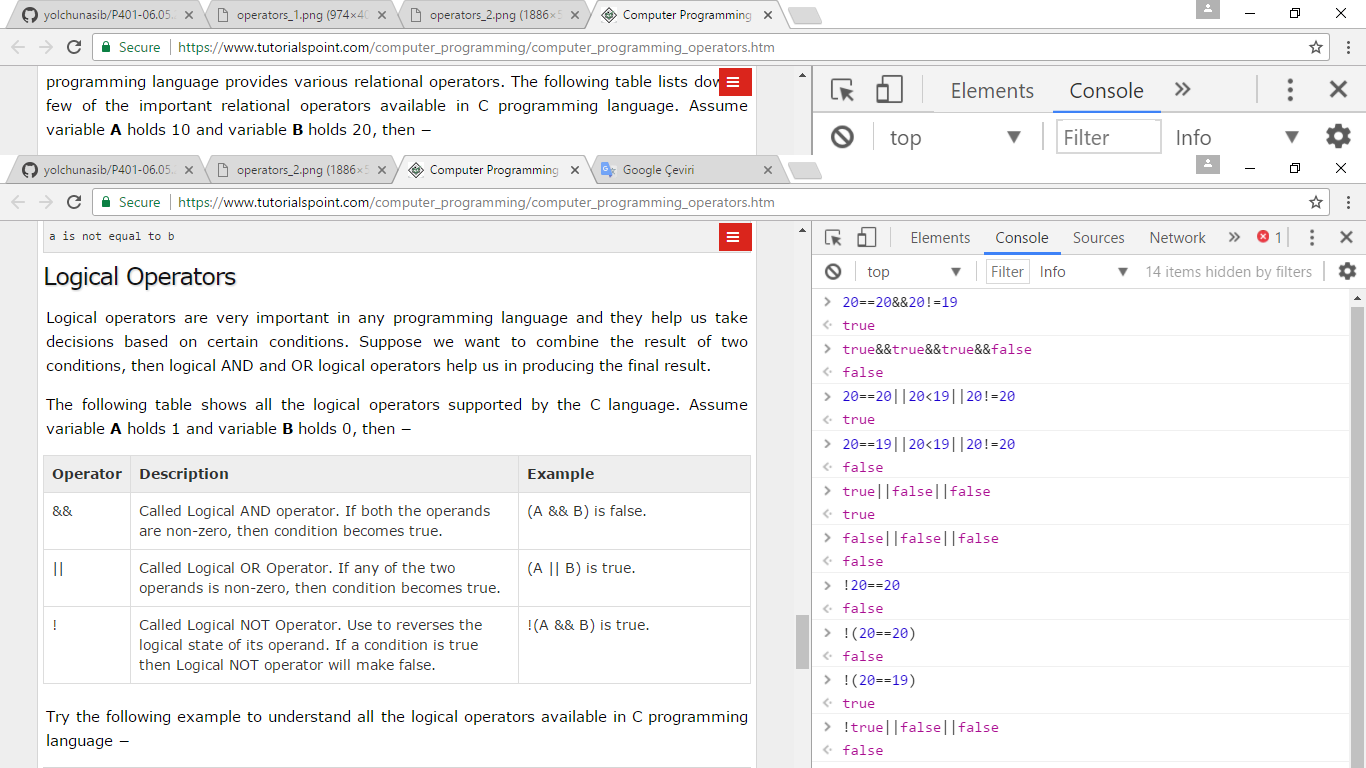 yolchunasib/P401-06.05.
operators_1.png (974×40
operators_2.png (1886×5
Computer Programming
Secure
https://www.tutorialspoint.com/computer_programming/computer_programming_operators.htm
programming language provides various relational operators. The following table lists dow
few of the important relational operators available in C programming language. Assume
variable A holds 10 and variable B holds 20, then −
Elements
Console
top
Filter
Info
yolchunasib/P401-06.05.
operators_2.png (1886×5
Computer Programming
Google Çeviri
Secure
https://www.tutorialspoint.com/computer_programming/computer_programming_operators.htm
a is not equal to b
Logical Operators
Logical operators are very important in any programming language and they help us take
decisions based on certain conditions. Suppose we want to combine the result of two
conditions, then logical AND and OR logical operators help us in producing the final result.
The following table shows all the logical operators supported by the C language. Assume
variable A holds 1 and variable B holds 0, then −
Operator Description Example
&& Called Logical AND operator. If both the operands (A && B) is false.
are non-zero, then condition becomes true.
|| Called Logical OR Operator. If any of the two (A || B) is true.
operands is non-zero, then condition becomes true.
! Called Logical NOT Operator. Use to reverses the !(A && B) is true.
logical state of its operand. If a condition is true
then Logical NOT operator will make false.
Try the following example to understand all the logical operators available in C programming
language −
Elements Console Sources Network 1
top Filter Info 14 items hidden by filters
20==20&&20!=19
true
true&&true&&true&&false
false
20==20||20<19||20!=20
true
20==19||20<19||20!=20
false
true||false||false
true
false||false||false
false
!20==20
false
!(20==20)
false
!(20==19)
true
!true||false||false
false